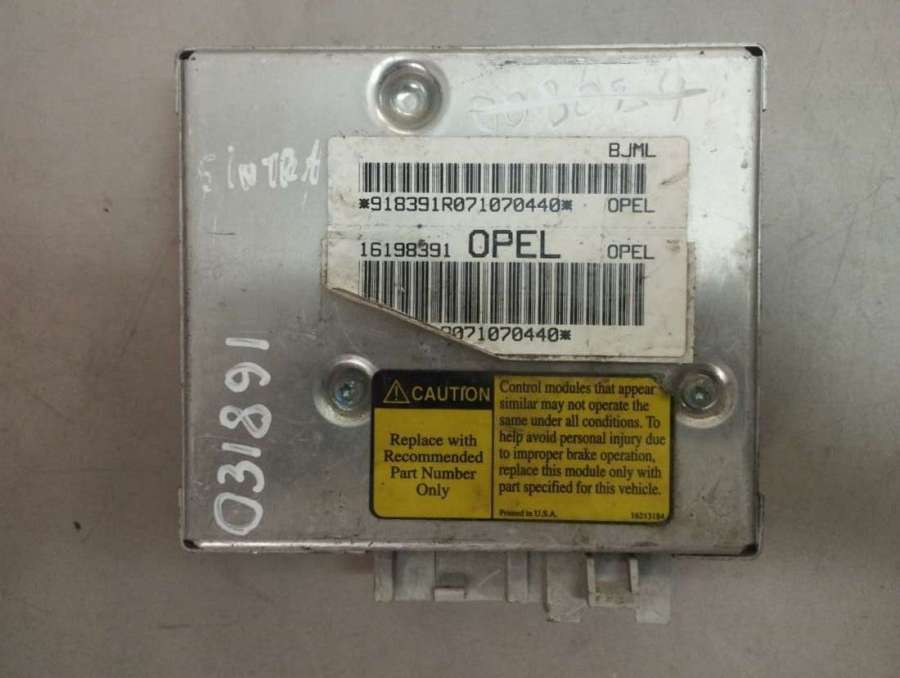 SINTRA
BJML
*918391R071070440* OPEL
16198391 OPEL OPEL
R071070440*
031891
CAUTION
Replace with
Recommended
Part Number
Only
Control modules that appear
similar may not operate the
same under all conditions. To
help avoid personal injury due
to improper brake operation,
replace this module only with
part specified for this vehicle.
Printed in U.S.A.
16213184